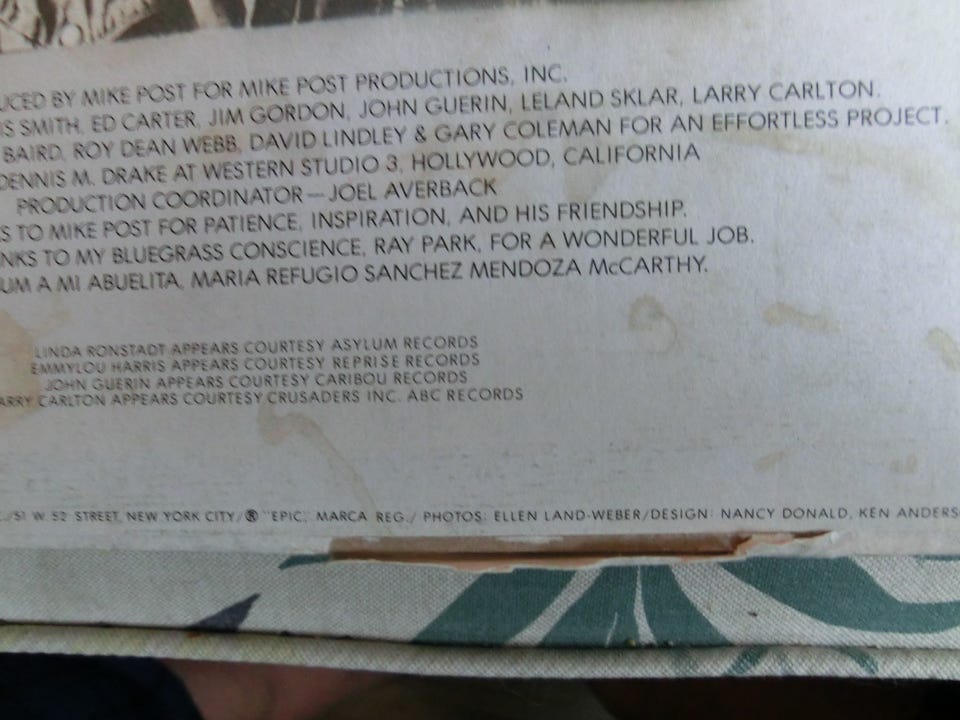 UCED BY MIKE POST FOR MIKE POST PRODUCTIONS, INC.
IS SMITH, ED CARTER, JIM GORDON, JOHN GUERIN, LELAND SKLAR, LARRY CARLTON.
BAIRD, ROY DEAN WEBB, DAVID LINDLEY & GARY COLEMAN FOR AN EFFORTLESS PROJECT.
DENNIS M. DRAKE AT WESTERN STUDIO 3, HOLLYWOOD, CALIFORNIA
PRODUCTION COORDINATOR—JOEL AVERBACK
S TO MIKE POST FOR PATIENCE, INSPIRATION, AND HIS FRIENDSHIP.
NKS TO MY BLUEGRASS CONSCIENCE, RAY PARK, FOR A WONDERFUL JOB.
UM A MI ABUELITA, MARIA REFUGIO SANCHEZ MENDOZA McCARTHY.
LINDA RONSTADT APPEARS COURTESY ASYLUM RECORDS
EMMYLOU HARRIS APPEARS COURTESY REPRISE RECORDS
JOHN GUERIN APPEARS COURTESY CARIBOU RECORDS
ARRY CARLTON APPEARS COURTESY CRUSADERS INC. ABC RECORDS
./51 W. 52 STREET, NEW YORK CITY/® "EPIC," MARCA REG./ PHOTOS: ELLEN LAND-WEBER/DESIGN: NANCY DONALD, KEN ANDERS